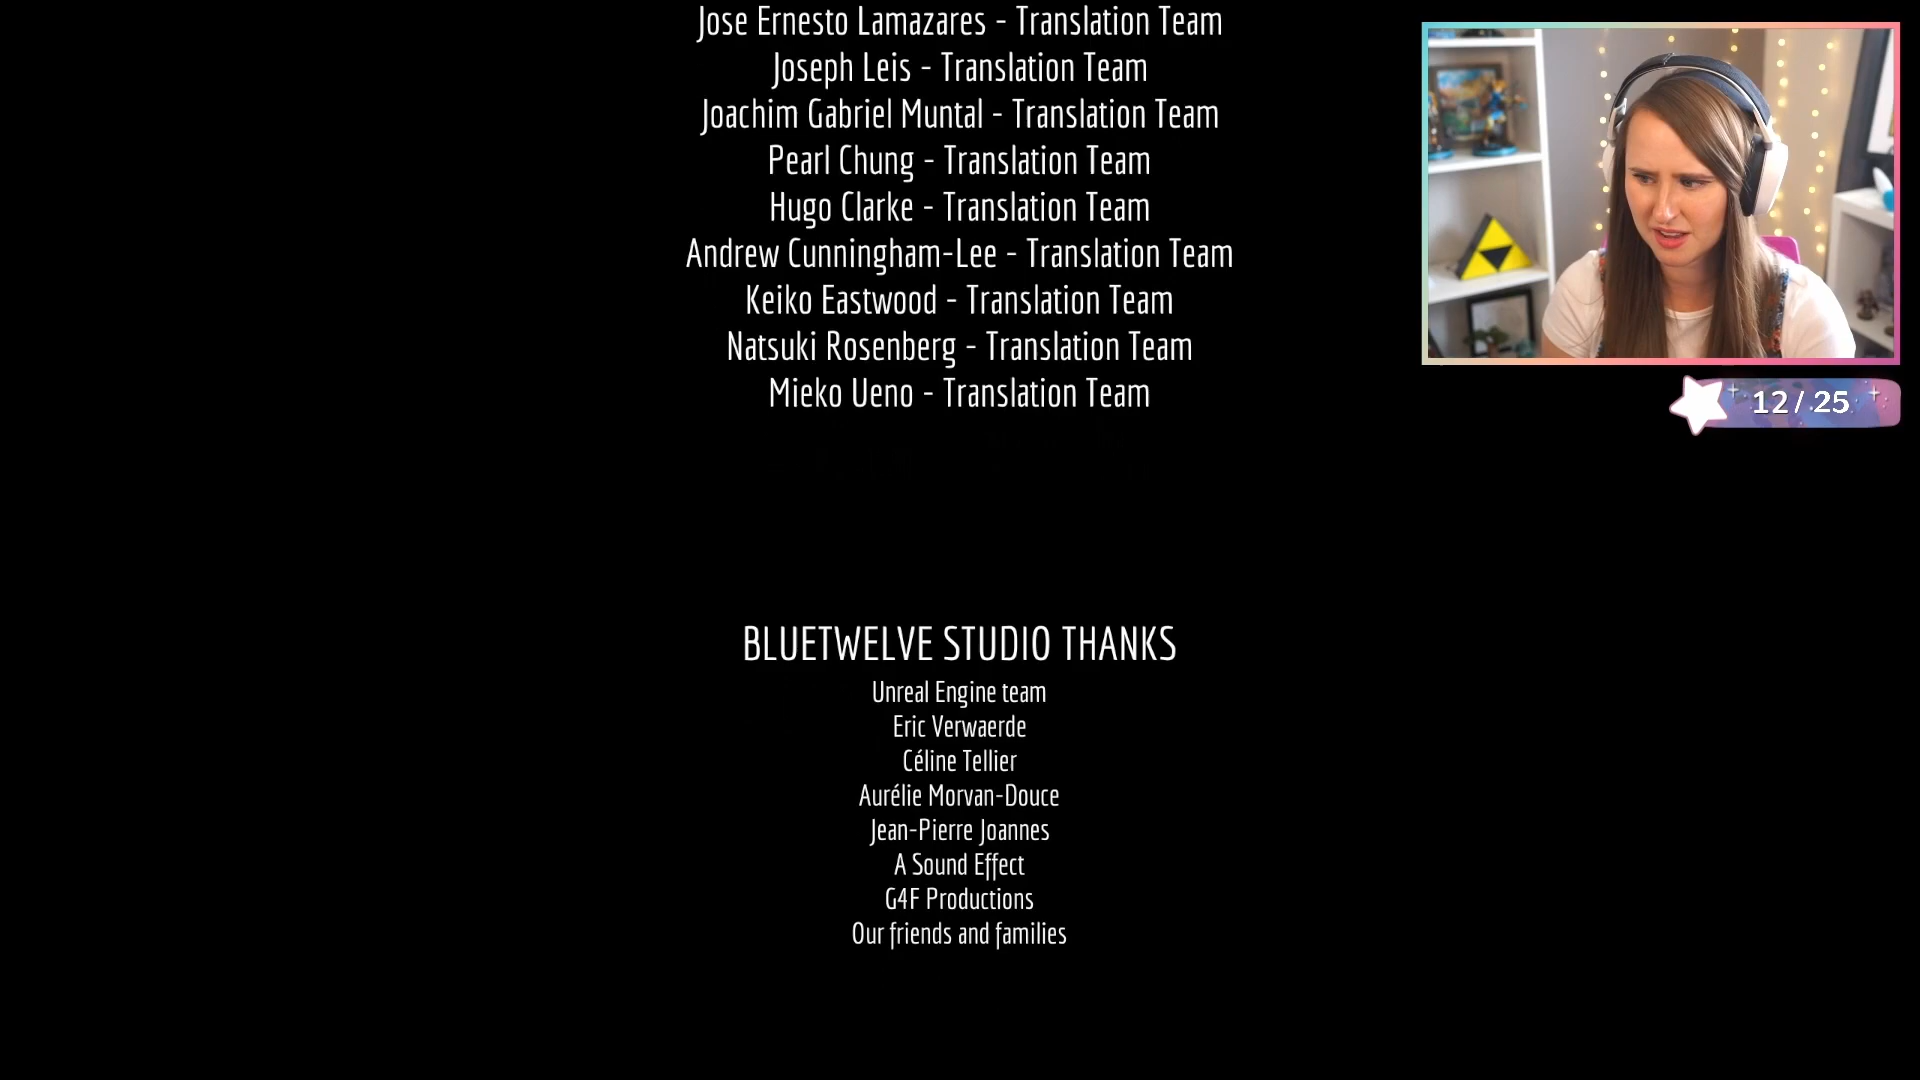 Jose Ernesto Lamazares - Translation Team
Joseph Leis - Translation Team
Joachim Gabriel Muntal - Translation Team
Pearl Chung - Translation Team
Hugo Clarke - Translation Team
Andrew Cunningham-Lee - Translation Team
Keiko Eastwood - Translation Team
Natsuki Rosenberg - Translation Team
Mieko Ueno - Translation Team
12 / 25
BLUETWELVE STUDIO THANKS
Unreal Engine team
Eric Verwaerde
Céline Tellier
Aurélie Morvan-Douce
Jean-Pierre Joannes
A Sound Effect
G4F Productions
Our friends and families